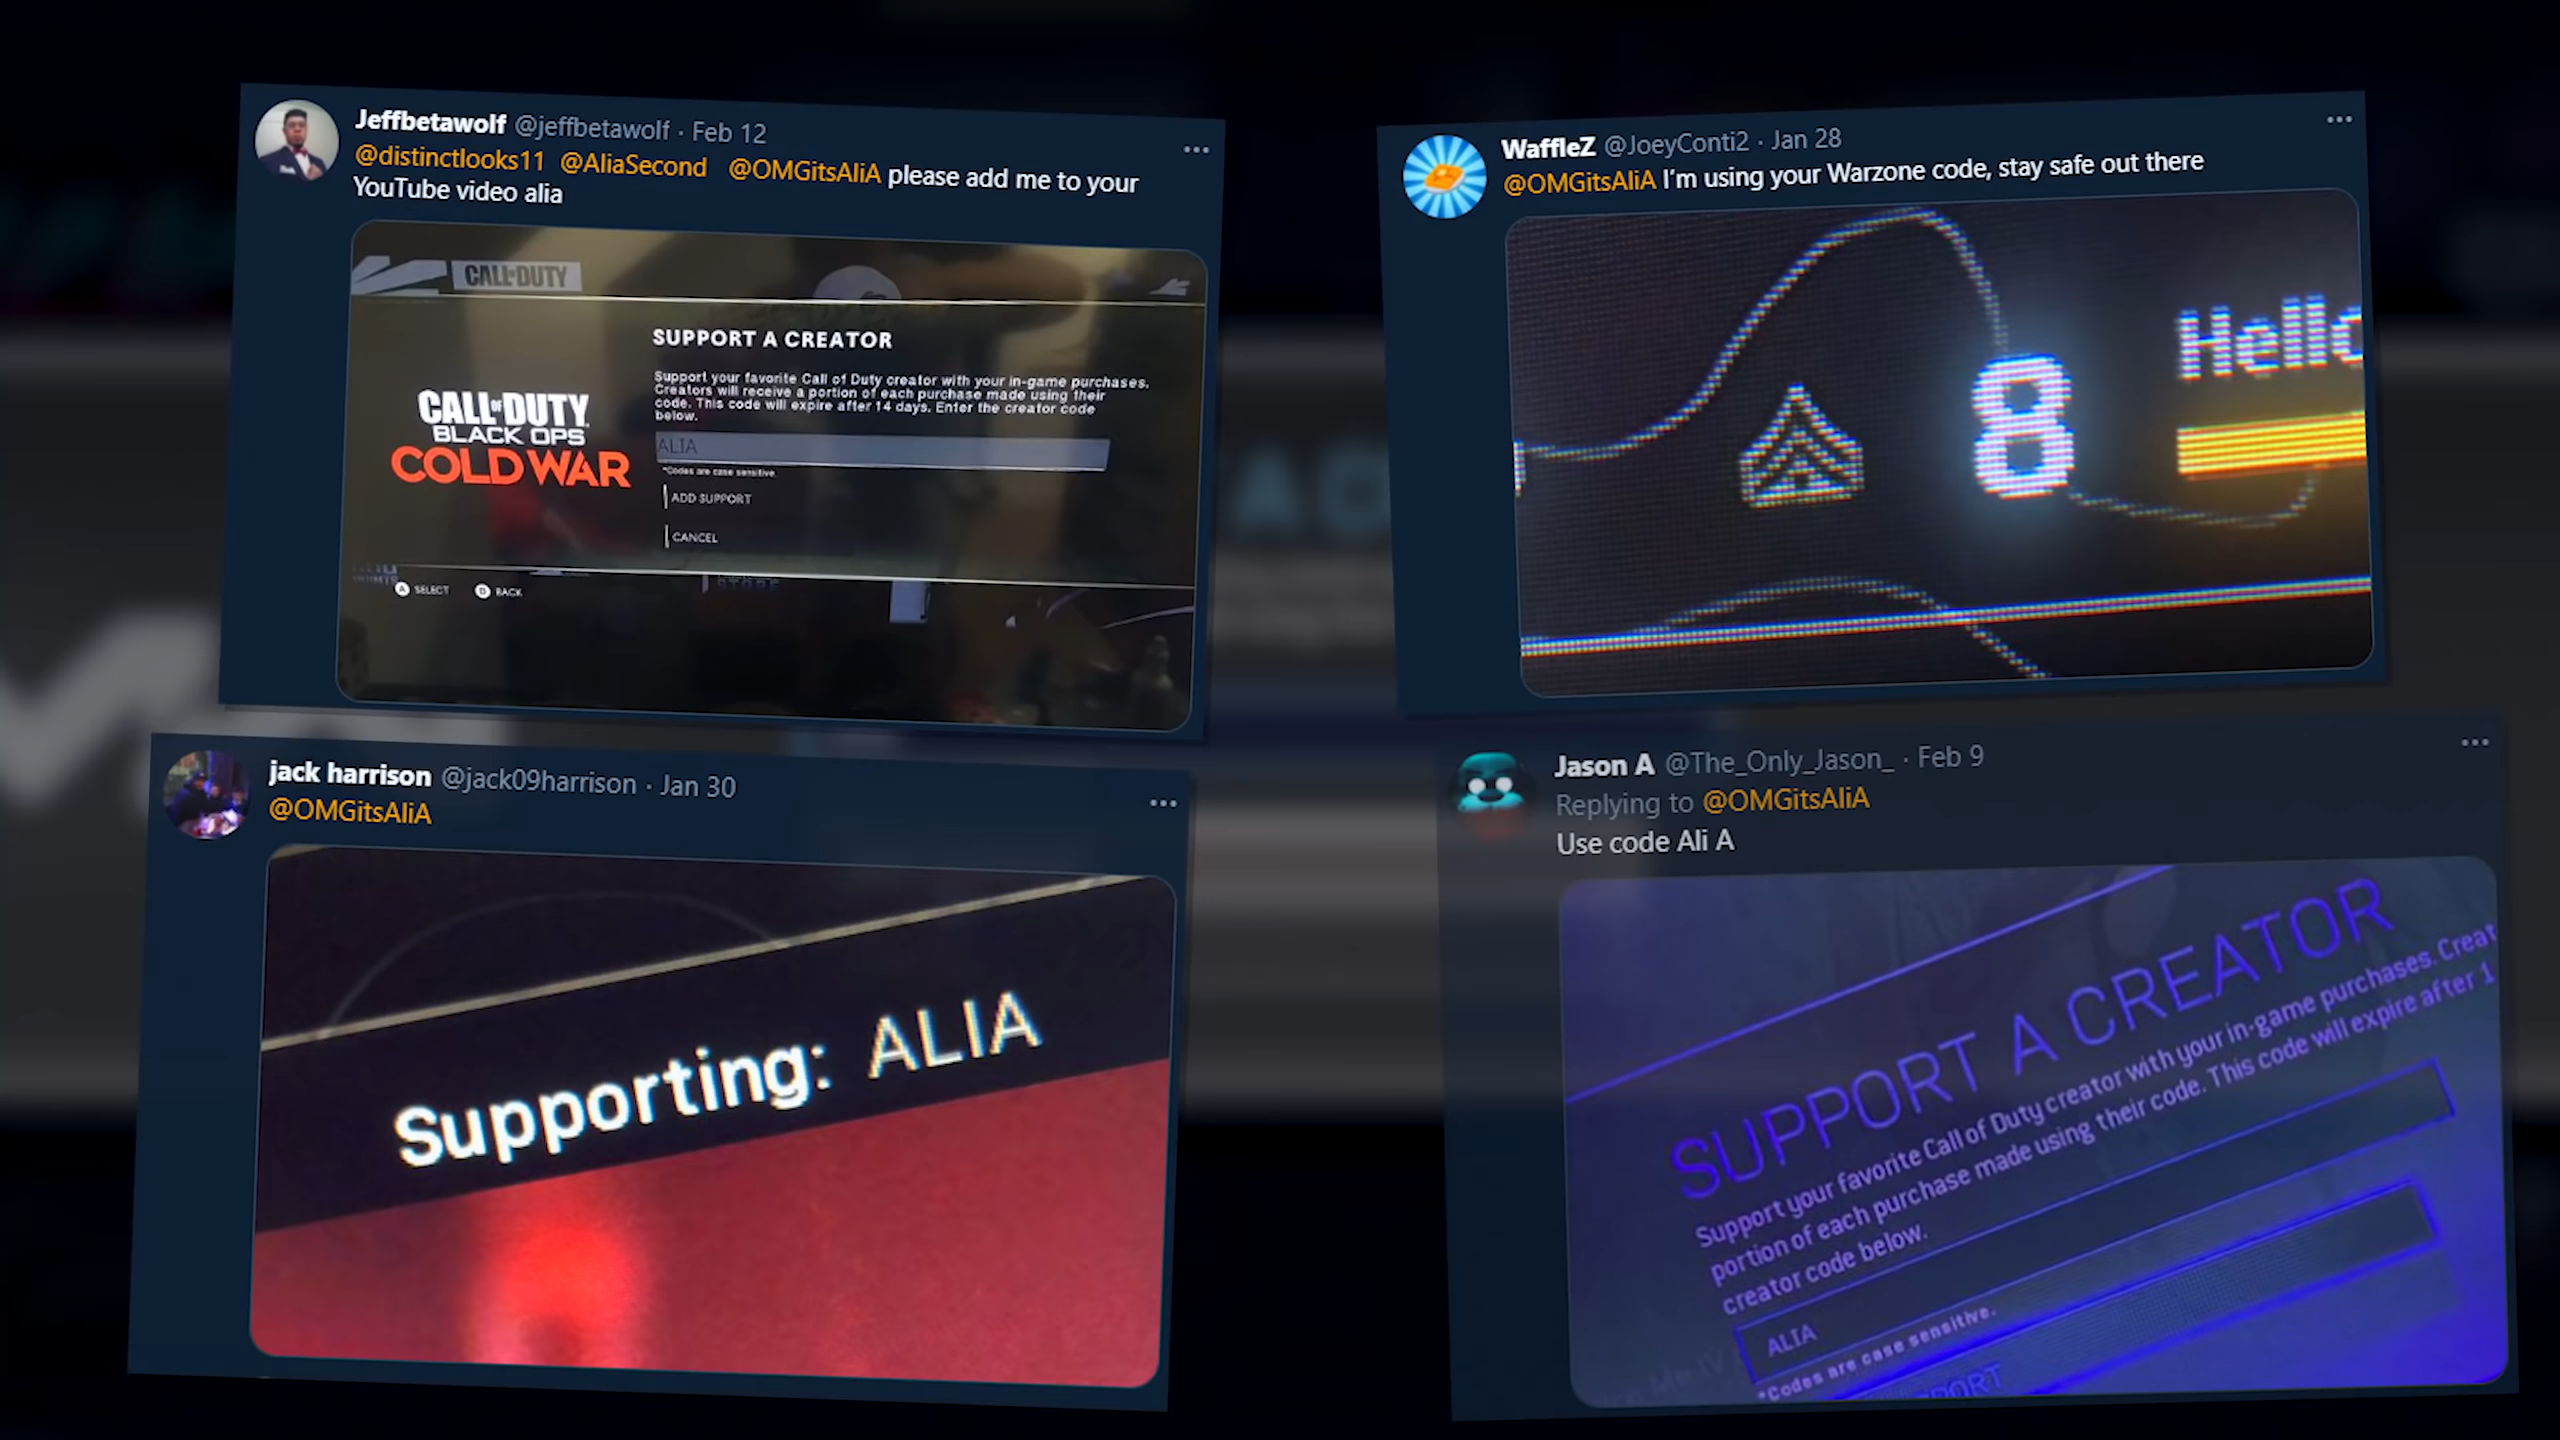 Jeffbetawolf @jeffbetawolf · Feb 12
@distinctlooks11 @AliaSecond @OMGitsAliA please add me to your
YouTube video alia
CALL OF DUTY
SUPPORT A CREATOR
Support your favorite Call of Duty creator with your in-game purchases.
Creators will receive a portion of each purchase made using their
code. This code will expire after 14 days. Enter the creator code
below.
CALL OF DUTY
BLACK OPS
COLD WAR
ALIA
*Codes are case sensitive.
ADD SUPPORT
CANCEL
A SELECT B BACK
WaffleZ @JoeyConti2 · Jan 28
@OMGitsAliA I'm using your Warzone code, stay safe out there
8
Hello
jack harrison @jack09harrison · Jan 30
@OMGitsAliA
Supporting: ALIA
Jason A @The_Only_Jason_ · Feb 9
Replying to @OMGitsAliA
Use code Ali A
SUPPORT A CREATOR
Support your favorite Call of Duty creator with your in-game purchases. Creat
portion of each purchase made using their code. This code will expire after 1
creator code below.
ALIA
*Codes are case sensitive.